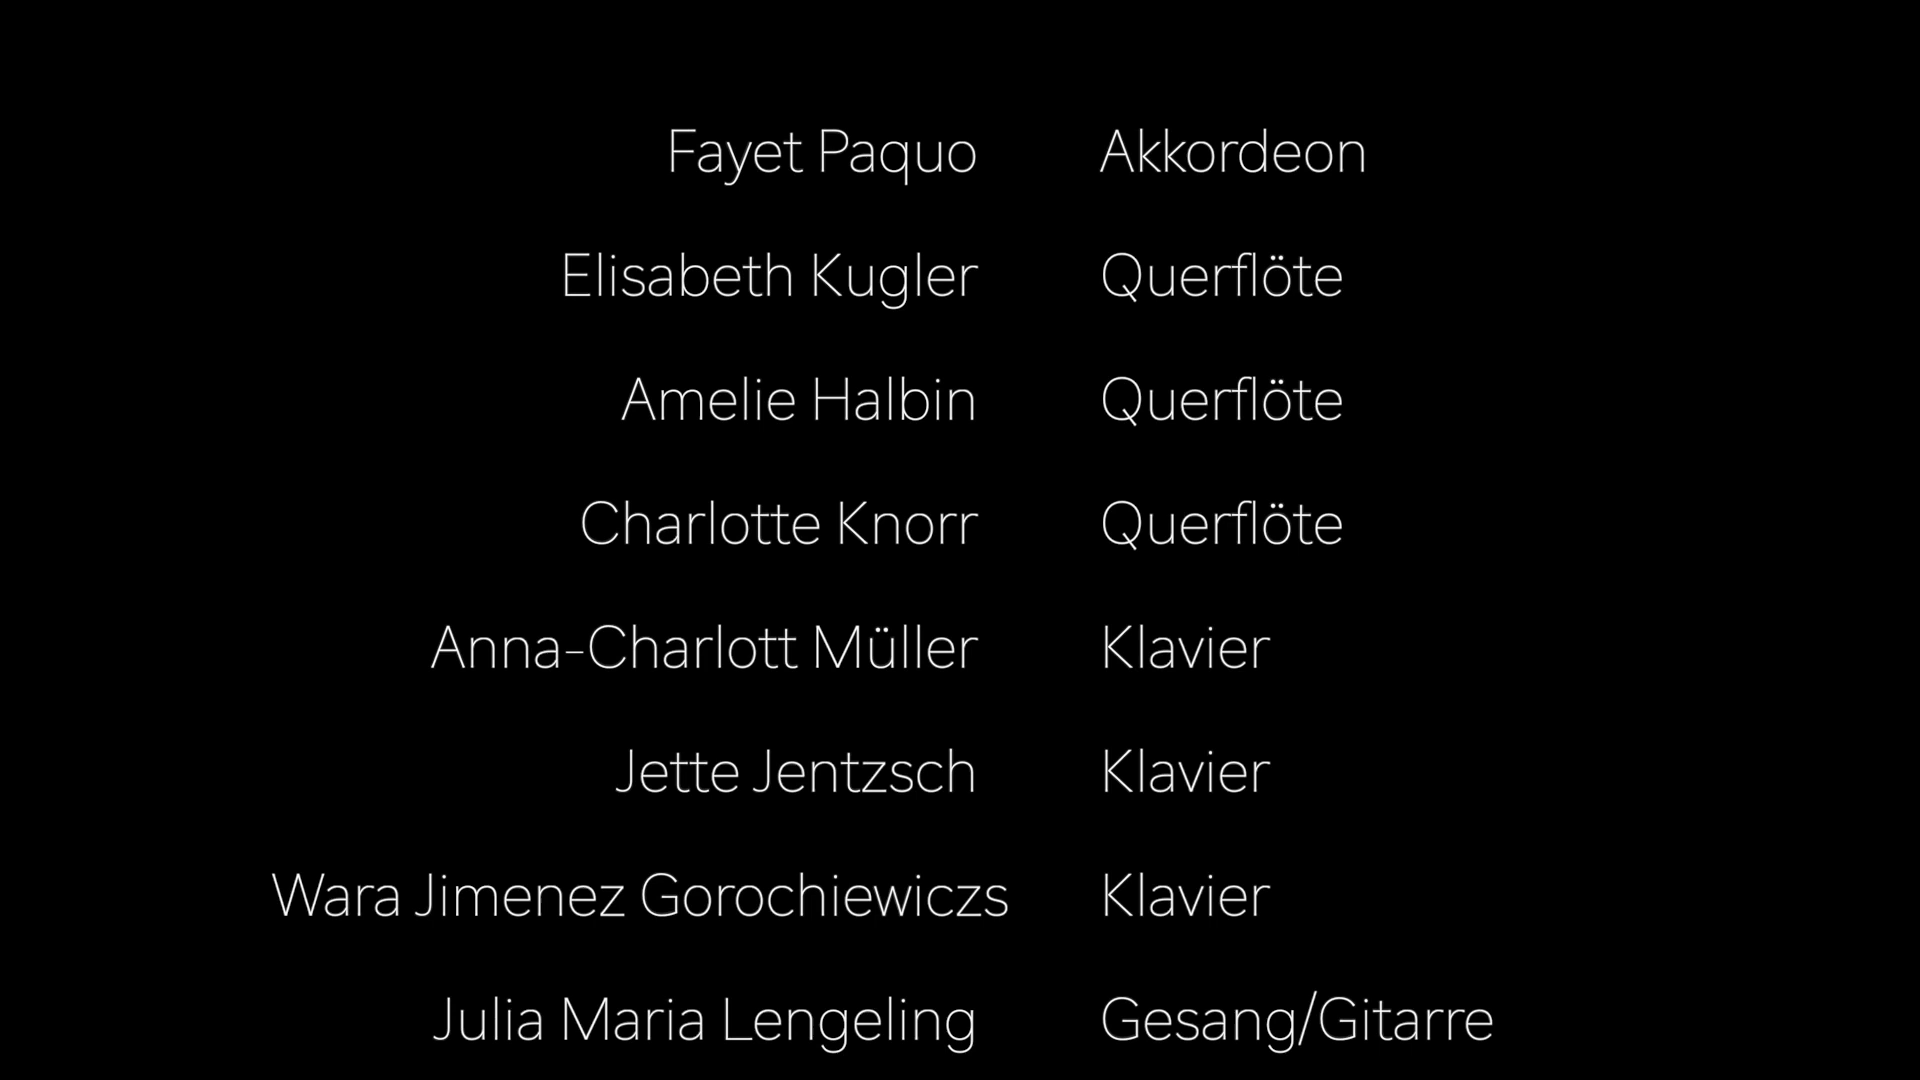 Fayet Paquo Akkordeon
Elisabeth Kugler Querflöte
Amelie Halbin Querflöte
Charlotte Knorr Querflöte
Anna-Charlott Müller Klavier
Jette Jentzsch Klavier
Wara Jimenez Gorochiewiczs Klavier
Julia Maria Lengeling Gesang/Gitarre